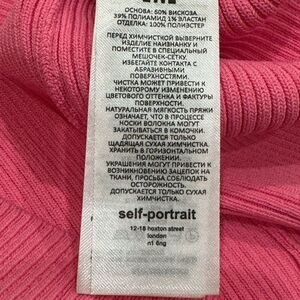 ОСНОВА: 60% ВИСКОЗА,
39% ПОЛИАМИД 1% ЭЛАСТАН
ОТДЕЛКА: 100% ПОЛИЭСТЕР
ПЕРЕД ХИМЧИСТКОЙ ВЫВЕРНИТЕ
ИЗДЕЛИЕ НАИЗНАНКУ И
ПОМЕСТИТЕ В СПЕЦИАЛЬНЫЙ
МЕШОЧЕК-СЕТКУ.
ИЗБЕГАЙТЕ КОНТАКТА С
АБРАЗИВНЫМИ
ПОВЕРХНОСТЯМИ.
ЧИСТКА МОЖЕТ ПРИВЕСТИ К
НЕКОТОРОМУ ИЗМЕНЕНИЮ
ЦВЕТОВОГО ОТТЕНКА И ФАКТУРЫ
ПОВЕРХНОСТИ.
НАТУРАЛЬНАЯ МЯГКОСТЬ ПРЯЖИ
ОЗНАЧАЕТ, ЧТО В ПРОЦЕССЕ
НОСКИ ВОЛОКНА МОГУТ
ЗАКАТЫВАТЬСЯ В КОМОЧКИ.
ДОПУСКАЕТСЯ ТОЛЬКО
ЩАДЯЩАЯ СУХАЯ ХИМЧИСТКА.
ХРАНИТЬ В ГОРИЗОНТАЛЬНОМ
ПОЛОЖЕНИИ.
УКРАШЕНИЯ МОГУТ ПРИВЕСТИ К
ВОЗНИКНОВЕНИЮ ЗАЦЕПОК НА
ТКАНИ, ПРОСЬБА СОБЛЮДАТЬ
ОСТОРОЖНОСТЬ.
ДОПУСКАЕТСЯ ТОЛЬКО СУХАЯ
ХИМЧИСТКА.
self-portrait
12-18 hoxton street
london
n1 6ng